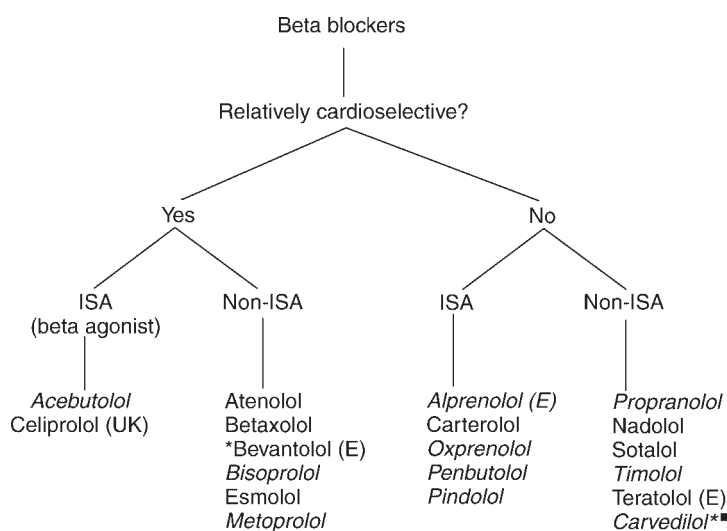 Beta blockers
Relatively cardioselective?
Yes
No
ISA
(beta agonist)
Non-ISA
ISA
Non-ISA
Acebutolol
Celiprolol (UK)
Atenolol
Betaxolol
*Bevantolol (E)
Bisoprolol
Esmolol
Metoprolol
Alprenolol (E)
Carterolol
Oxprenolol
Penbutolol
Pindolol
Propranolol
Nadolol
Sotalol
Timolol
Teratolol (E)
Carvedilol*■